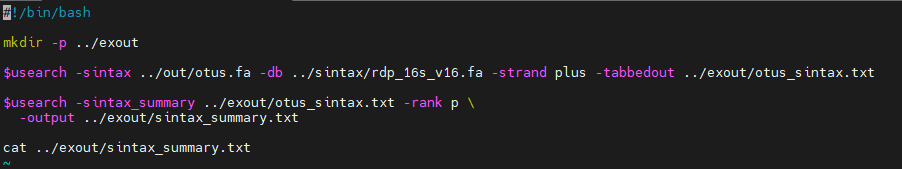 #!/bin/bash
mkdir -p ../exout
$usearch -sintax ../out/otus.fa -db ../sintax/rdp_16s_v16.fa -strand plus -tabbedout ../exout/otus_sintax.txt
$usearch -sintax_summary ../exout/otus_sintax.txt -rank p \
-output ../exout/sintax_summary.txt
cat ../exout/sintax_summary.txt
~